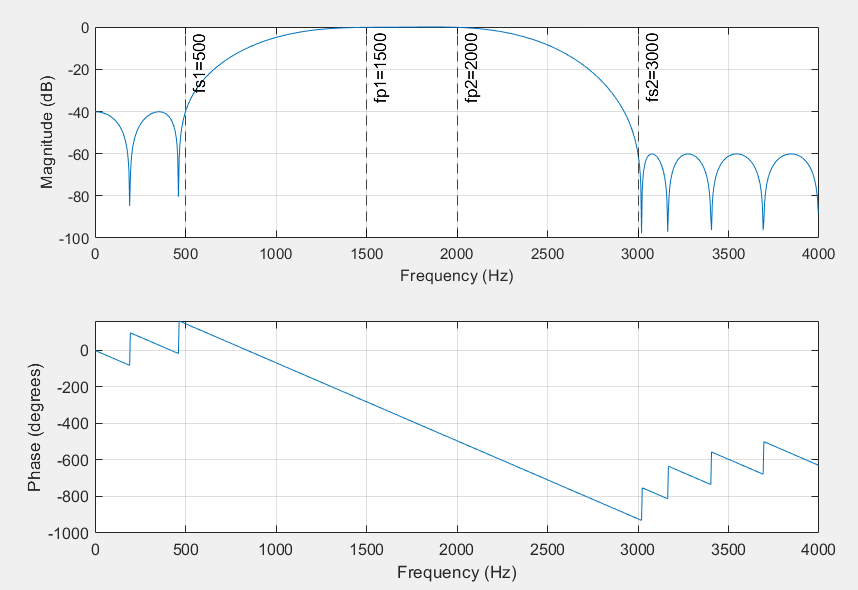 0
-20
-40
-60
-80
-100
Magnitude (dB)
fs1=500
fp1=1500
fp2=2000
fs2=3000
0 500 1000 1500 2000 2500 3000 3500 4000
Frequency (Hz)
0
-200
-400
-600
-800
-1000
Phase (degrees)
0 500 1000 1500 2000 2500 3000 3500 4000
Frequency (Hz)